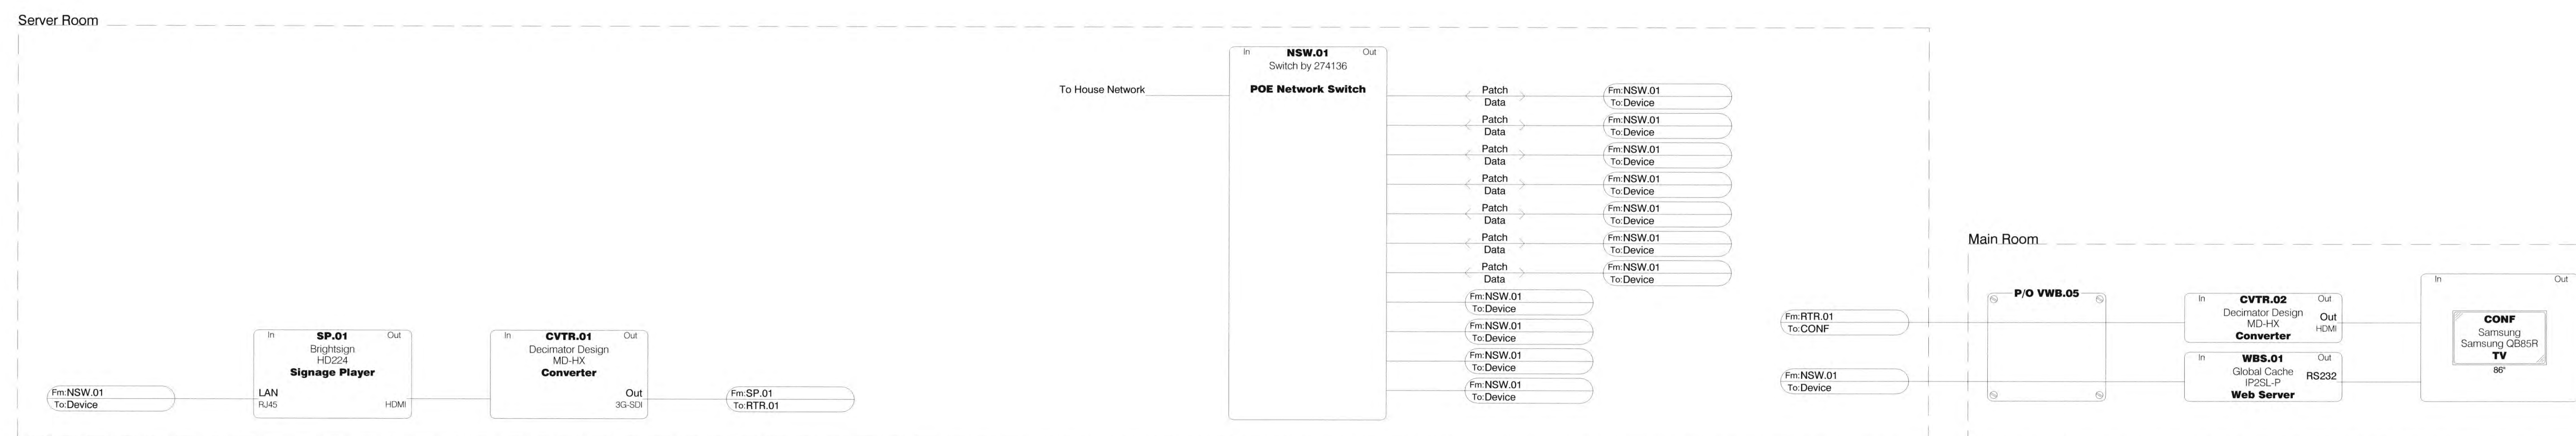 Server Room
In NSW.01 Out
Switch by 274136
POE Network Switch
To House Network
Patch
Data
Fm:NSW.01
To:Device
Patch
Data
Fm:NSW.01
To:Device
Patch
Data
Fm:NSW.01
To:Device
Patch
Data
Fm:NSW.01
To:Device
Patch
Data
Fm:NSW.01
To:Device
Patch
Data
Fm:NSW.01
To:Device
Patch
Data
Fm:NSW.01
To:Device
Fm:NSW.01
To:Device
Fm:NSW.01
To:Device
Fm:NSW.01
To:Device
Fm:NSW.01
To:Device
Fm:NSW.01
To:Device
In SP.01 Out
Brightsign
HD224
Signage Player
LAN
RJ45 HDMI
In CVTR.01 Out
Decimator Design
MD-HX
Converter
Out
3G-SDI
Fm:SP.01
To:RTR.01
Fm:RTR.01
To:CONF
Fm:NSW.01
To:Device
Main Room
P/O VWB.05
In CVTR.02 Out
Decimator Design
MD-HX
Out
HDMI
Converter
In WBS.01 Out
Global Cache
IP2SL-P
RS232
Web Server
In Out
CONF
Samsung
Samsung QB85R
TV
86"